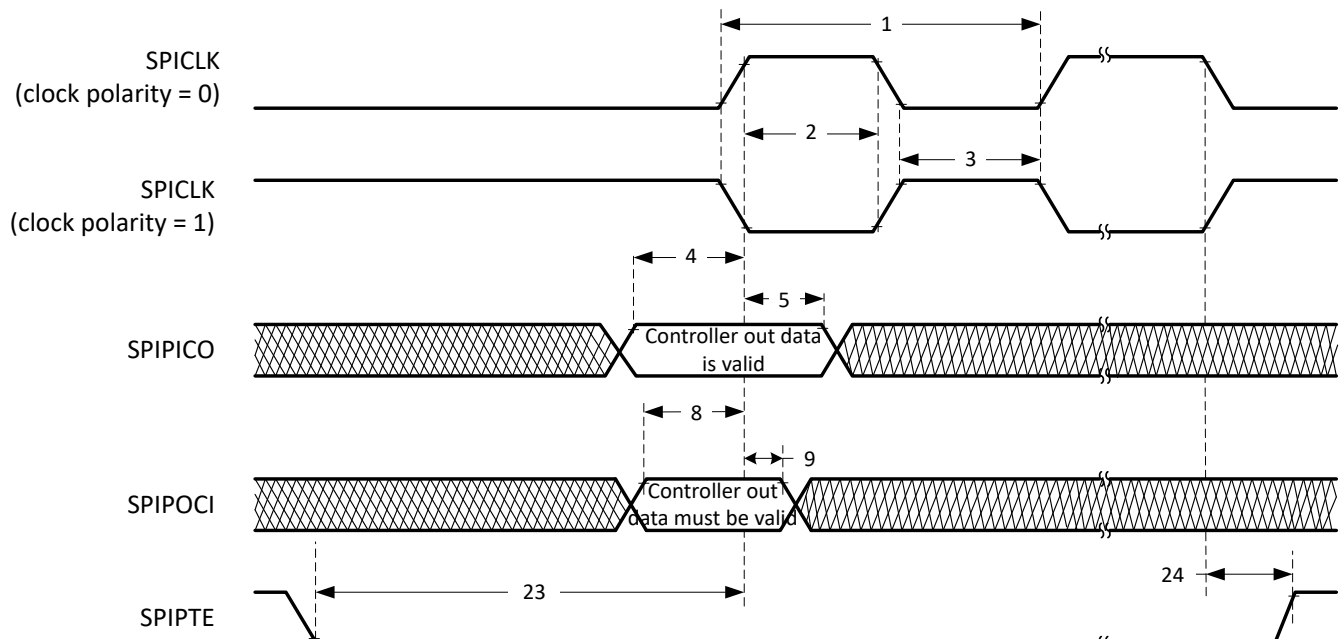 1
SPICLK
(clock polarity = 0)
2
3
SPICLK
(clock polarity = 1)
4
5
SPIPICO
Controller out data
is valid
8
9
SPIPOCI
Controller out
data must be valid
23
24
SPIPTE